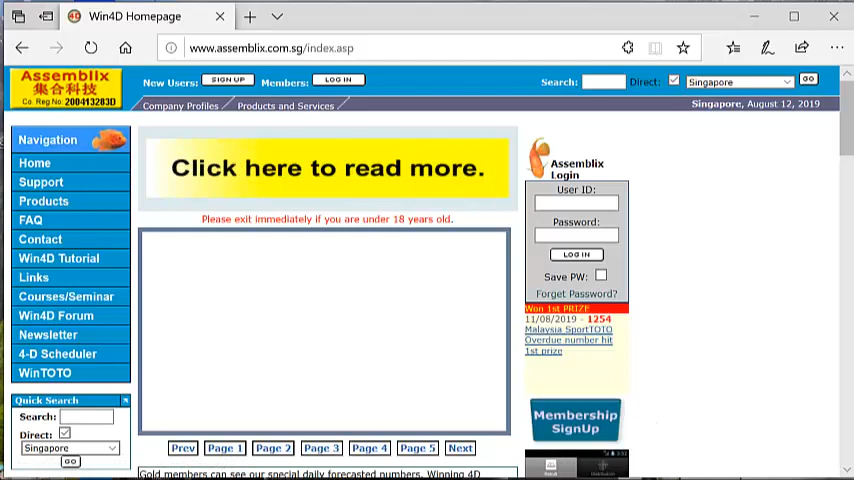 Win4D Homepage
www.assemblix.com.sg/index.asp
Assemblix
集合科技
Co. Reg No. 200413283D
New Users: SIGN UP Members: LOG IN
Search: Direct: Singapore GO
Company Profiles Products and Services
Singapore, August 12, 2019
Navigation
Home
Support
Products
FAQ
Contact
Win4D Tutorial
Links
Courses/Seminar
Win4D Forum
Newsletter
4-D Scheduler
WinTOTO
Quick Search
Search:
Direct:
Singapore
GO
Click here to read more.
Please exit immediately if you are under 18 years old.
Prev Page 1 Page 2 Page 3 Page 4 Page 5 Next
Gold members can see our special daily forecasted numbers. Winning 4D
Assemblix
Login
User ID:
Password:
LOG IN
Save PW:
Forget Password?
Won 1st PRIZE
11/08/2019 - 1254
Malaysia SportTOTO
Overdue number hit
1st prize
Membership
SignUp